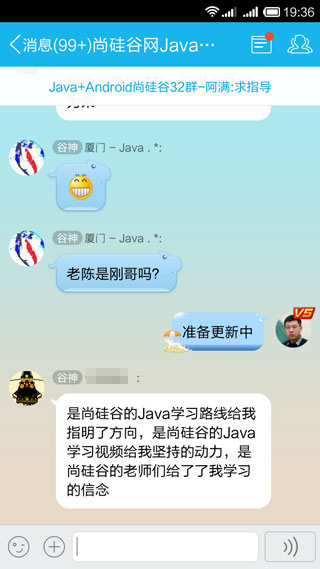 19:36
消息(99+)尚硅谷网Java...
Java+Android尚硅谷32群-阿满:求指导
谷神 厦门 - Java . *:
谷神 厦门 - Java . *:
老陈是刚哥吗?
V5
准备更新中
谷神 :
是尚硅谷的Java学习路线给我
指明了方向，是尚硅谷的Java
学习视频给我坚持的动力，是
尚硅谷的老师们给了了我学习
的信念